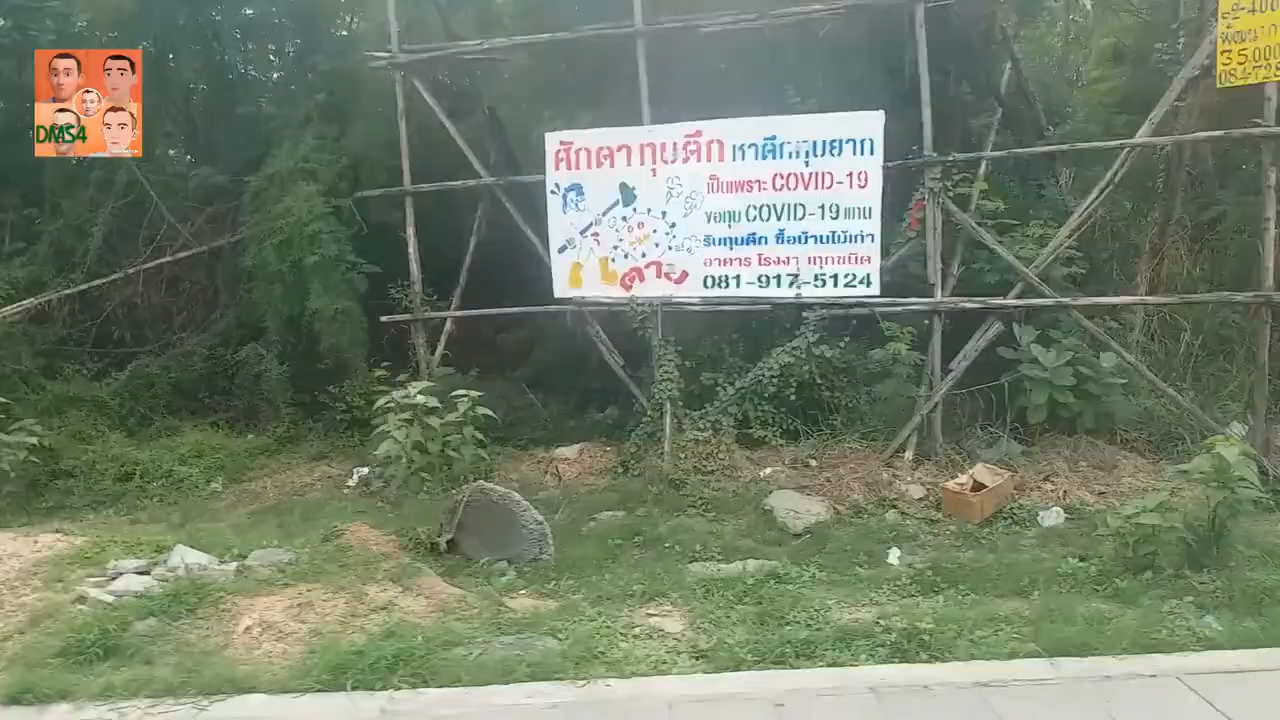 DMS4
ศักดาทุบตึก หาตึกทุบยาก
เป็นเพราะ COVID-19
ขอทุบ COVID-19 แทน
รับทุบตึก ซื้อบ้านไม้เก่า
อาคาร โรงงาน ทุกชนิด
081-917-5124
ตาย
35,000